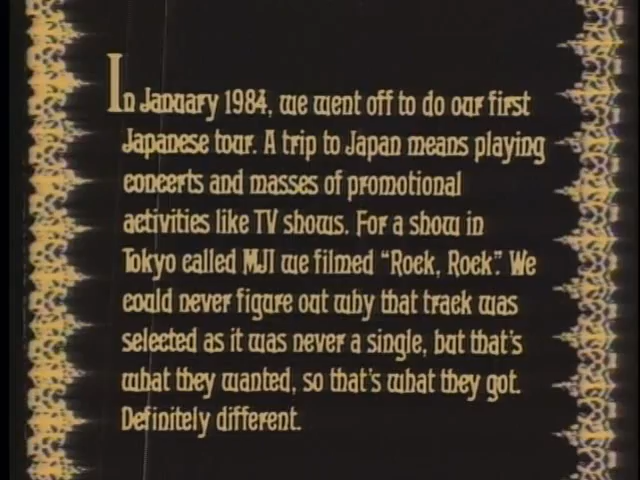 In January 1984, we went off to do our first
Japanese tour. A trip to Japan means playing
concerts and masses of promotional
activities like TV shows. For a show in
Tokyo called MJI we filmed “Rock, Rock”. We
could never figure out why that track was
selected as it was never a single, but that’s
what they wanted, so that’s what they got.
Definitely different.